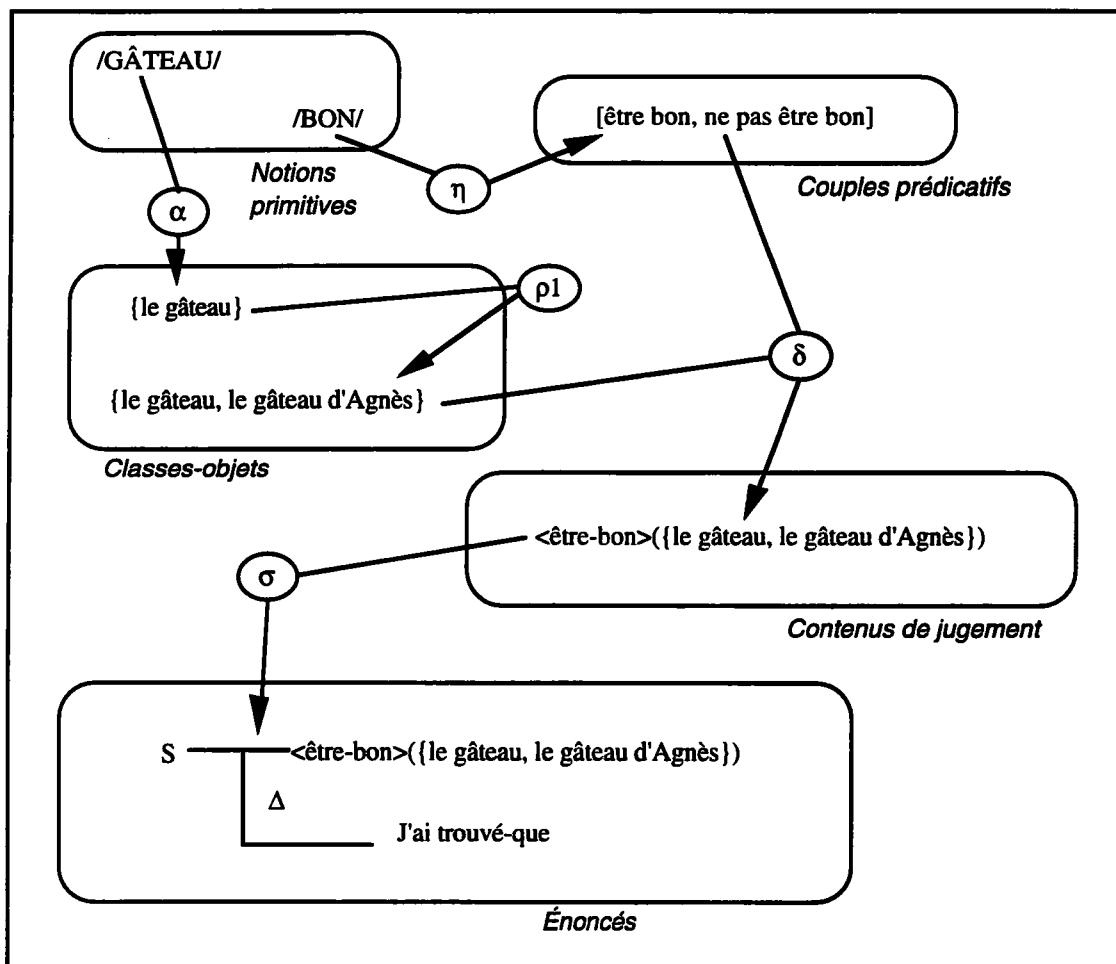 /GÂTEAU/
/BON/
Notions
primitives
α
η
[être bon, ne pas être bon]
Couples prédicatifs
{le gâteau}
ρ1
{le gâteau, le gâteau d'Agnès}
Classes-objets
δ
<être-bon>({le gâteau, le gâteau d'Agnès})
Contenus de jugement
σ
S <être-bon>({le gâteau, le gâteau d'Agnès})
Δ
J'ai trouvé-que
Énoncés